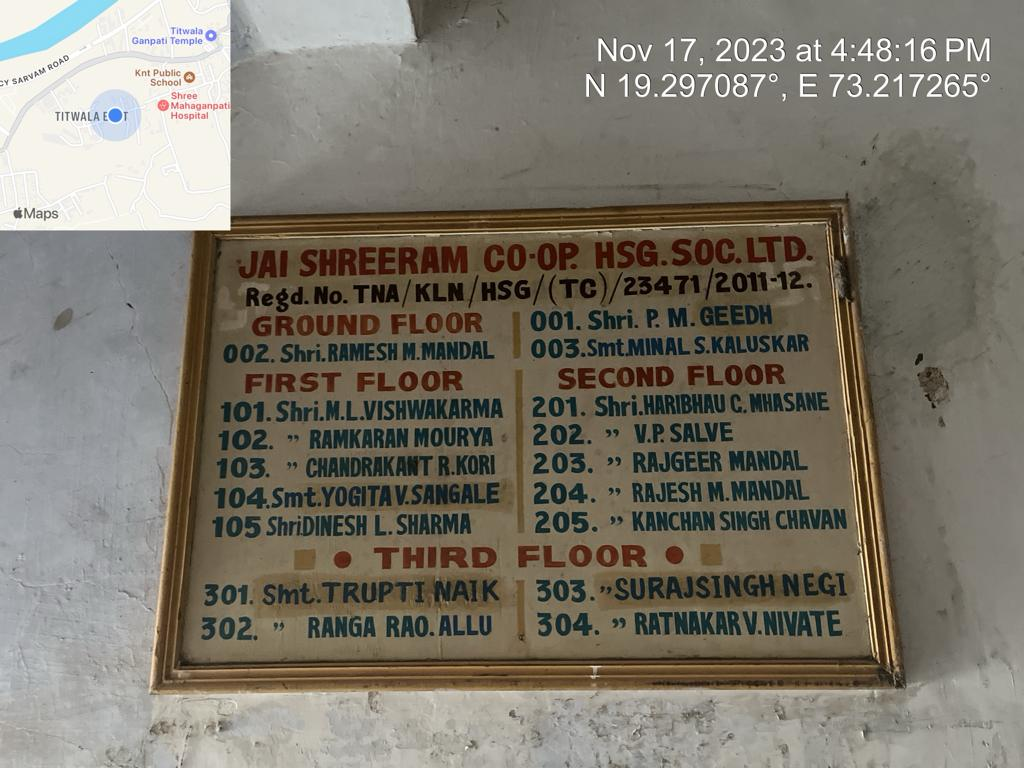 Titwala
Ganpati Temple
CY SARVAM ROAD
Knt Public
School
Shree
Mahaganpati
Hospital
TITWALA
Maps
Nov 17, 2023 at 4:48:16 PM
N 19.297087°, E 73.217265°
JAI SHREERAM CO-OP. HSG. SOC. LTD.
Regd. No. TNA/KLN/HSG/(TC)/23471/2011-12.
GROUND FLOOR
002. Shri. RAMESH M. MANDAL
001. Shri. P. M. GEEDH
003. Smt. MINAL S. KALUSKAR
FIRST FLOOR
101. Shri. M.L. VISHWAKARMA
102. " RAMKARAN MOURYA
103. " CHANDRAKANT R. KORI
104. Smt. YOGITA V. SANGALE
105 Shri DINESH L. SHARMA
SECOND FLOOR
201. Shri. HARIBHAU C. MHASANE
202. " V.P. SALVE
203. " RAJGEER MANDAL
204. " RAJESH M. MANDAL
205. " KANCHAN SINGH CHAVAN
THIRD FLOOR
301. Smt. TRUPTI NAIK
302. " RANGA RAO. ALLU
303. " SURAJSINGH NEGI
304. " RATNAKAR V. NIVATE